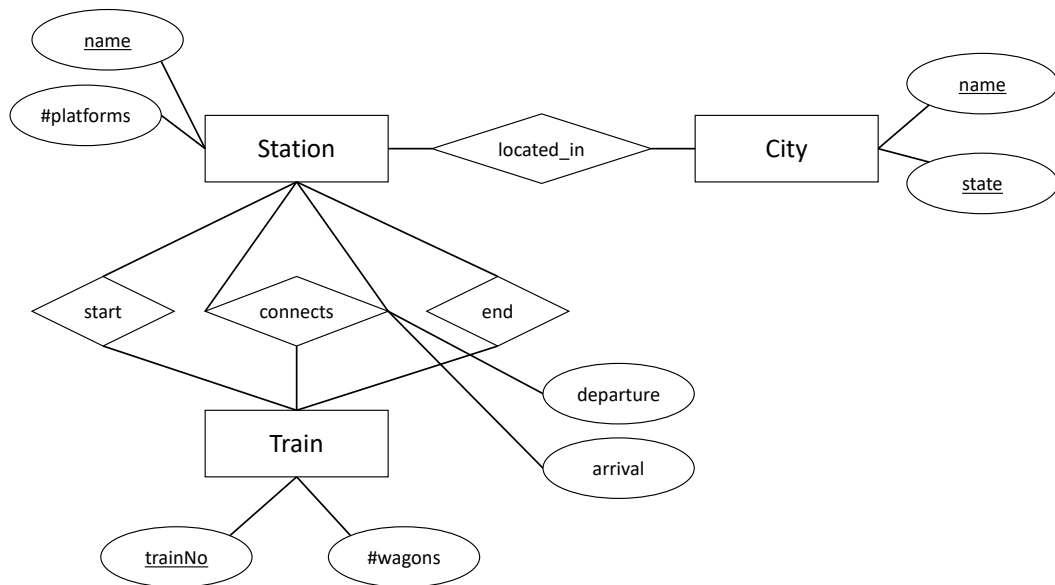 name
#platforms
Station
located_in
City
name
state
start
connects
end
departure
arrival
Train
trainNo
#wagons